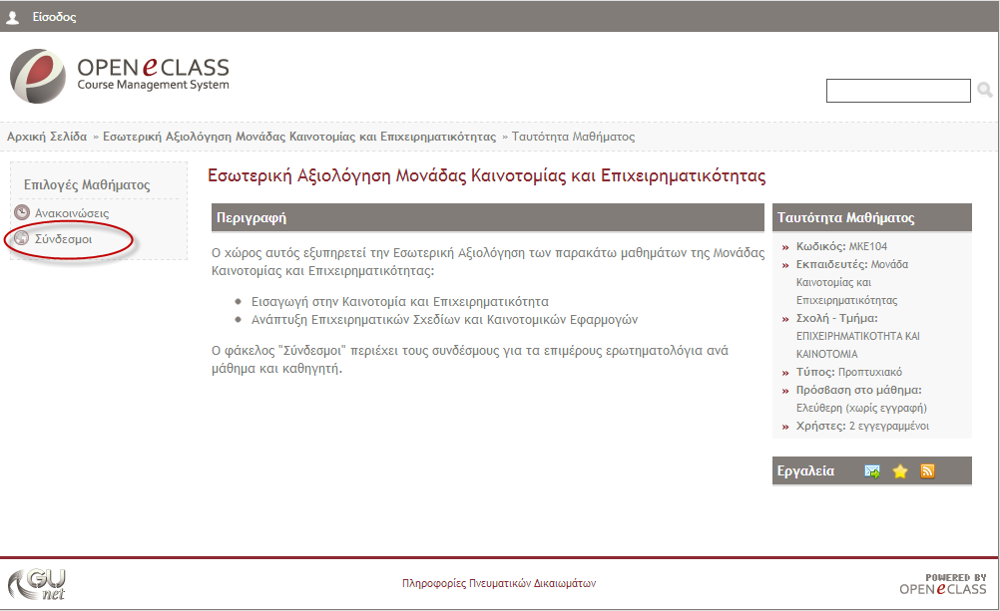 Είσοδος
OPEN eCLASS
Course Management System
Αρχική Σελίδα » Εσωτερική Αξιολόγηση Μονάδας Καινοτομίας και Επιχειρηματικότητας » Ταυτότητα Μαθήματος
Επιλογές Μαθήματος
Ανακοινώσεις
Σύνδεσμοι
Εσωτερική Αξιολόγηση Μονάδας Καινοτομίας και Επιχειρηματικότητας
Περιγραφή
Ο χώρος αυτός εξυπηρετεί την Εσωτερική Αξιολόγηση των παρακάτω μαθημάτων της Μονάδας
Καινοτομίας και Επιχειρηματικότητας:
Εισαγωγή στην Καινοτομία και Επιχειρηματικότητα
Ανάπτυξη Επιχειρηματικών Σχεδίων και Καινοτομικών Εφαρμογών
Ο φάκελος "Σύνδεσμοι" περιέχει τους συνδέσμους για τα επιμέρους ερωτηματολόγια ανά
μάθημα και καθηγητή.
Ταυτότητα Μαθήματος
» Κωδικός: ΜΚΕ104
» Εκπαιδευτές: Μονάδα
Καινοτομίας και
Επιχειρηματικότητας
» Σχολή - Τμήμα:
ΕΠΙΧΕΙΡΗΜΑΤΙΚΟΤΗΤΑ ΚΑΙ
ΚΑΙΝΟΤΟΜΙΑ
» Τύπος: Προπτυχιακό
» Πρόσβαση στο μάθημα:
Ελεύθερη (χωρίς εγγραφή)
» Χρήστες: 2 εγγεγραμμένοι
Εργαλεία
GU
net
Πληροφορίες Πνευματικών Δικαιωμάτων
POWERED BY
OPEN eCLASS